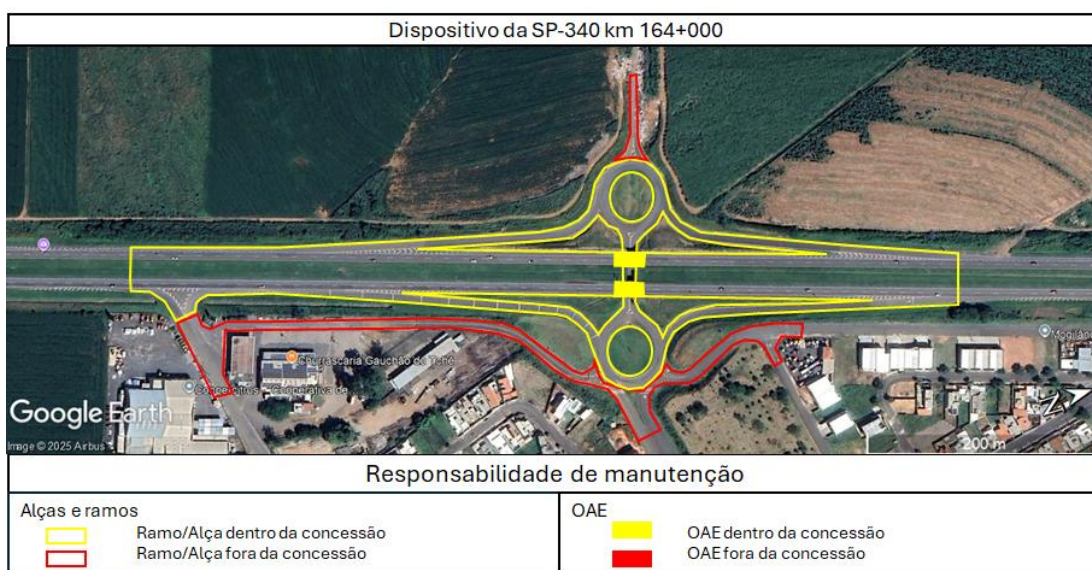 Dispositivo da SP-340 km 164+000
Churrascaria Gauchão do Tchê
Mogilan
Google Earth
Image © 2025 Airbus
200 m
Responsabilidade de manutenção
Alças e ramos
Ramo/Alça dentro da concessão
Ramo/Alça fora da concessão
OAE
OAE dentro da concessão
OAE fora da concessão